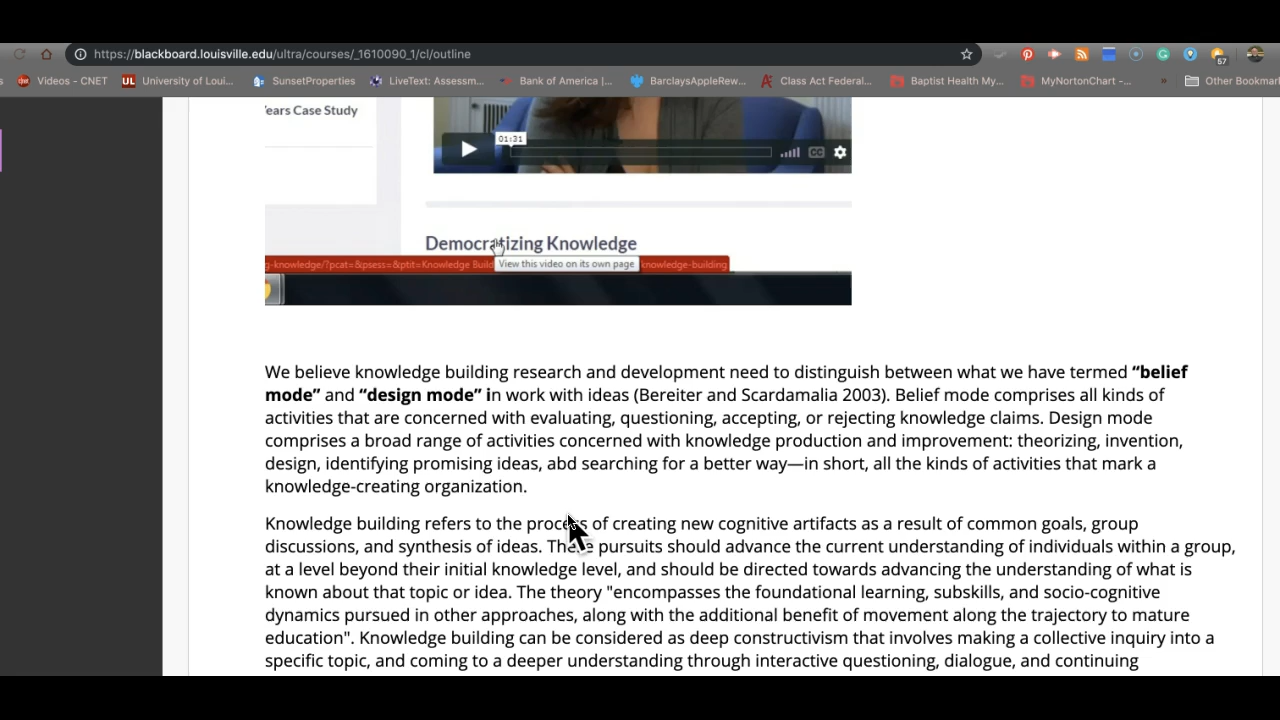 https://blackboard.louisville.edu/ultra/courses/_1610090_1/cl/outline
57
s Videos - CNET UL University of Loui... SunsetProperties LiveText: Assessm... Bank of America |... BarclaysAppleRew... Class Act Federal... Baptist Health My... MyNortonChart -... » Other Bookmar
Years Case Study
01:31
CC
Democratizing Knowledge
g-knowledge/?pcat=&psess=&ptit=Knowledge Build View this video on its own page knowledge-building
We believe knowledge building research and development need to distinguish between what we have termed “belief
mode” and “design mode” in work with ideas (Bereiter and Scardamalia 2003). Belief mode comprises all kinds of
activities that are concerned with evaluating, questioning, accepting, or rejecting knowledge claims. Design mode
comprises a broad range of activities concerned with knowledge production and improvement: theorizing, invention,
design, identifying promising ideas, abd searching for a better way—in short, all the kinds of activities that mark a
knowledge-creating organization.
Knowledge building refers to the process of creating new cognitive artifacts as a result of common goals, group
discussions, and synthesis of ideas. These pursuits should advance the current understanding of individuals within a group,
at a level beyond their initial knowledge level, and should be directed towards advancing the understanding of what is
known about that topic or idea. The theory "encompasses the foundational learning, subskills, and socio-cognitive
dynamics pursued in other approaches, along with the additional benefit of movement along the trajectory to mature
education". Knowledge building can be considered as deep constructivism that involves making a collective inquiry into a
specific topic, and coming to a deeper understanding through interactive questioning, dialogue, and continuing